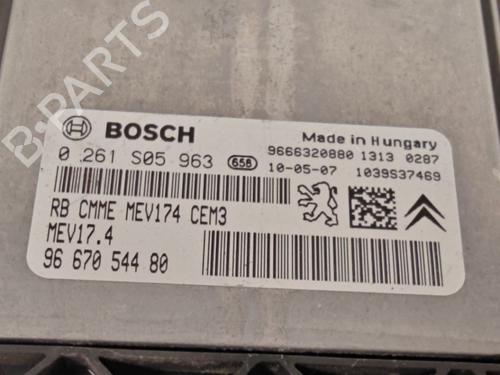 B-PARTS
BOSCH
Made in Hungary
0 261 S05 963
658
9666320880 1313 0287
10-05-07 1039S37469
RB CMME MEV174 CEM3
MEV17.4
96 670 544 80